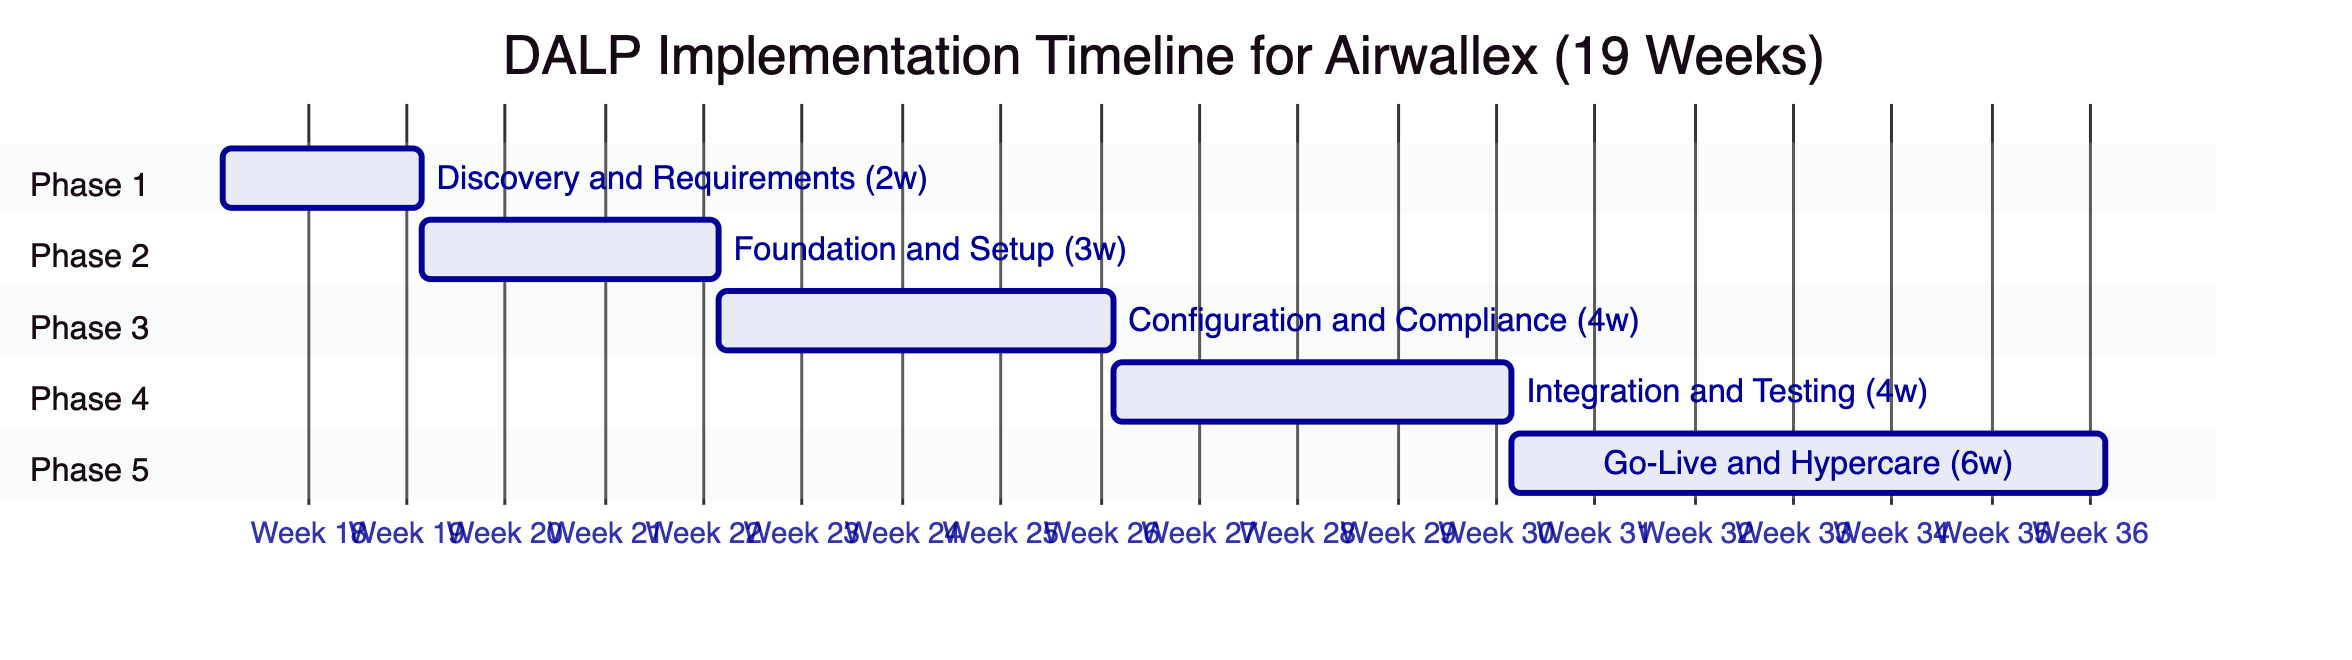 DALP Implementation Timeline for Airwallex (19 Weeks)
Phase 1
Discovery and Requirements (2w)
Phase 2
Foundation and Setup (3w)
Phase 3
Configuration and Compliance (4w)
Phase 4
Integration and Testing (4w)
Phase 5
Go-Live and Hypercare (6w)
Week 18 Week 19 Week 20 Week 21 Week 22 Week 23 Week 24 Week 25 Week 26 Week 27 Week 28 Week 29 Week 30 Week 31 Week 32 Week 33 Week 34 Week 35 Week 36